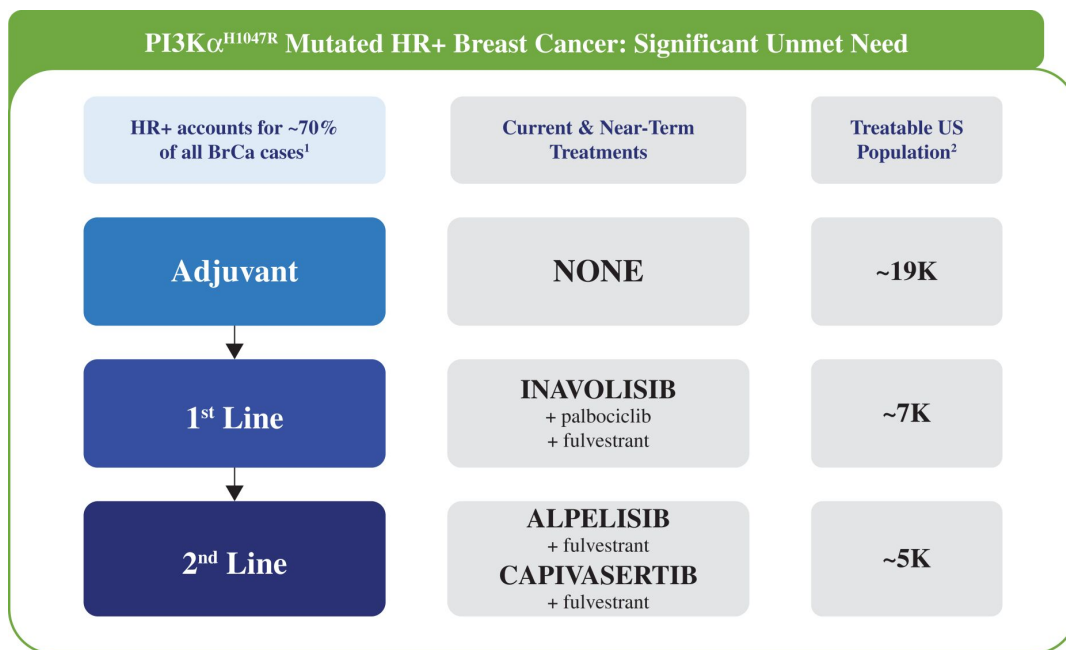 PI3Kα^H1047R Mutated HR+ Breast Cancer: Significant Unmet Need
HR+ accounts for ~70%
of all BrCa cases¹
Current & Near-Term
Treatments
Treatable US
Population²
Adjuvant
NONE
~19K
1st Line
INAVOLISIB
+ palbociclib
+ fulvestrant
~7K
2nd Line
ALPELISIB
+ fulvestrant
CAPIVASERTIB
+ fulvestrant
~5K